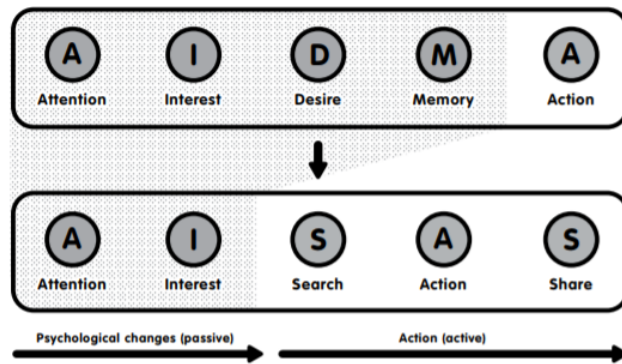 A I D M A
Attention Interest Desire Memory Action
A I S A S
Attention Interest Search Action Share
Psychological changes (passive) Action (active)